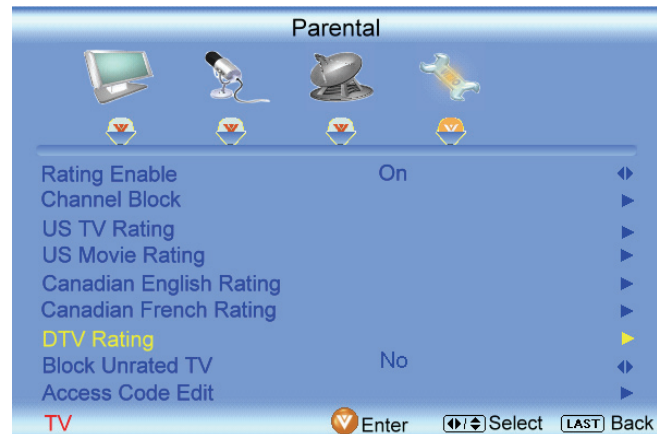 Parental
Rating Enable On
Channel Block
US TV Rating
US Movie Rating
Canadian English Rating
Canadian French Rating
DTV Rating
Block Unrated TV No
Access Code Edit
TV V Enter Select LAST Back